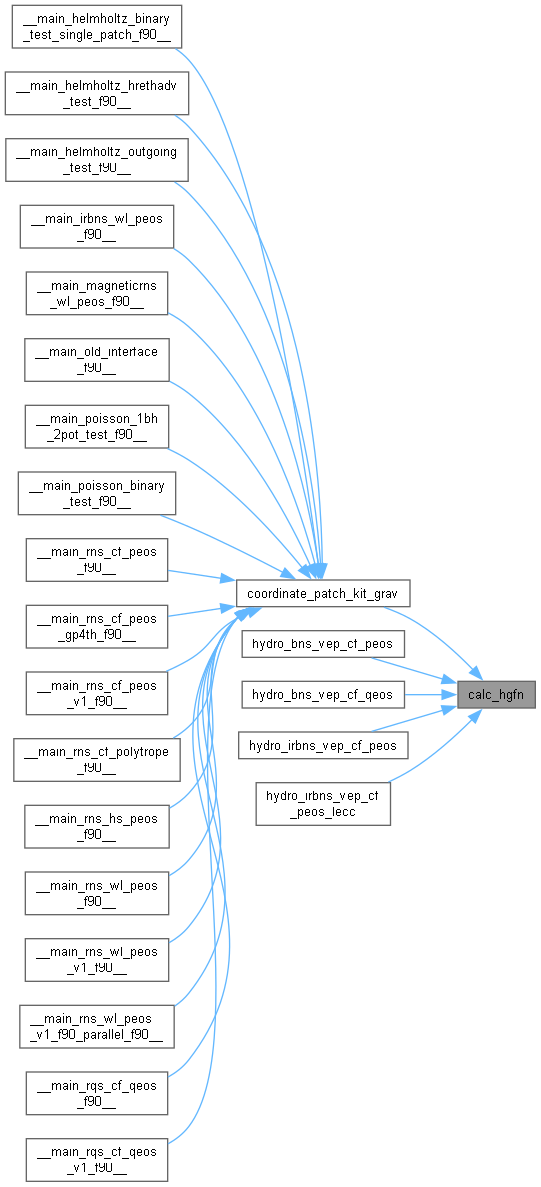 __main_helmholtz_binary
_test_single_patch_f90__
__main_helmholtz_hrethadv
_test_f90__
__main_helmholtz_outgoing
_test_f90__
__main_irbns_wl_peos
_f90__
__main_magneticrns
_wl_peos_f90__
__main_old_interface
_f90__
__main_poisson_1bh
_2pot_test_f90__
__main_poisson_binary
_test_f90__
__main_rns_cf_peos
_f90__
__main_rns_cf_peos
_gp4th_f90__
__main_rns_cf_peos
_v1_f90__
__main_rns_cf_polytrope
_f90__
__main_rns_hs_peos
_f90__
__main_rns_wl_peos
_f90__
__main_rns_wl_peos
_v1_f90__
__main_rns_wl_peos
_v1_f90_parallel_f90__
__main_rqs_cf_qeos
_f90__
__main_rqs_cf_qeos
_v1_f90__
coordinate_patch_kit_grav
hydro_bns_vep_cf_peos
hydro_bns_vep_cf_qeos
hydro_irbns_vep_cf_peos
hydro_irbns_vep_cf
_peos_lecc
calc_hgfn